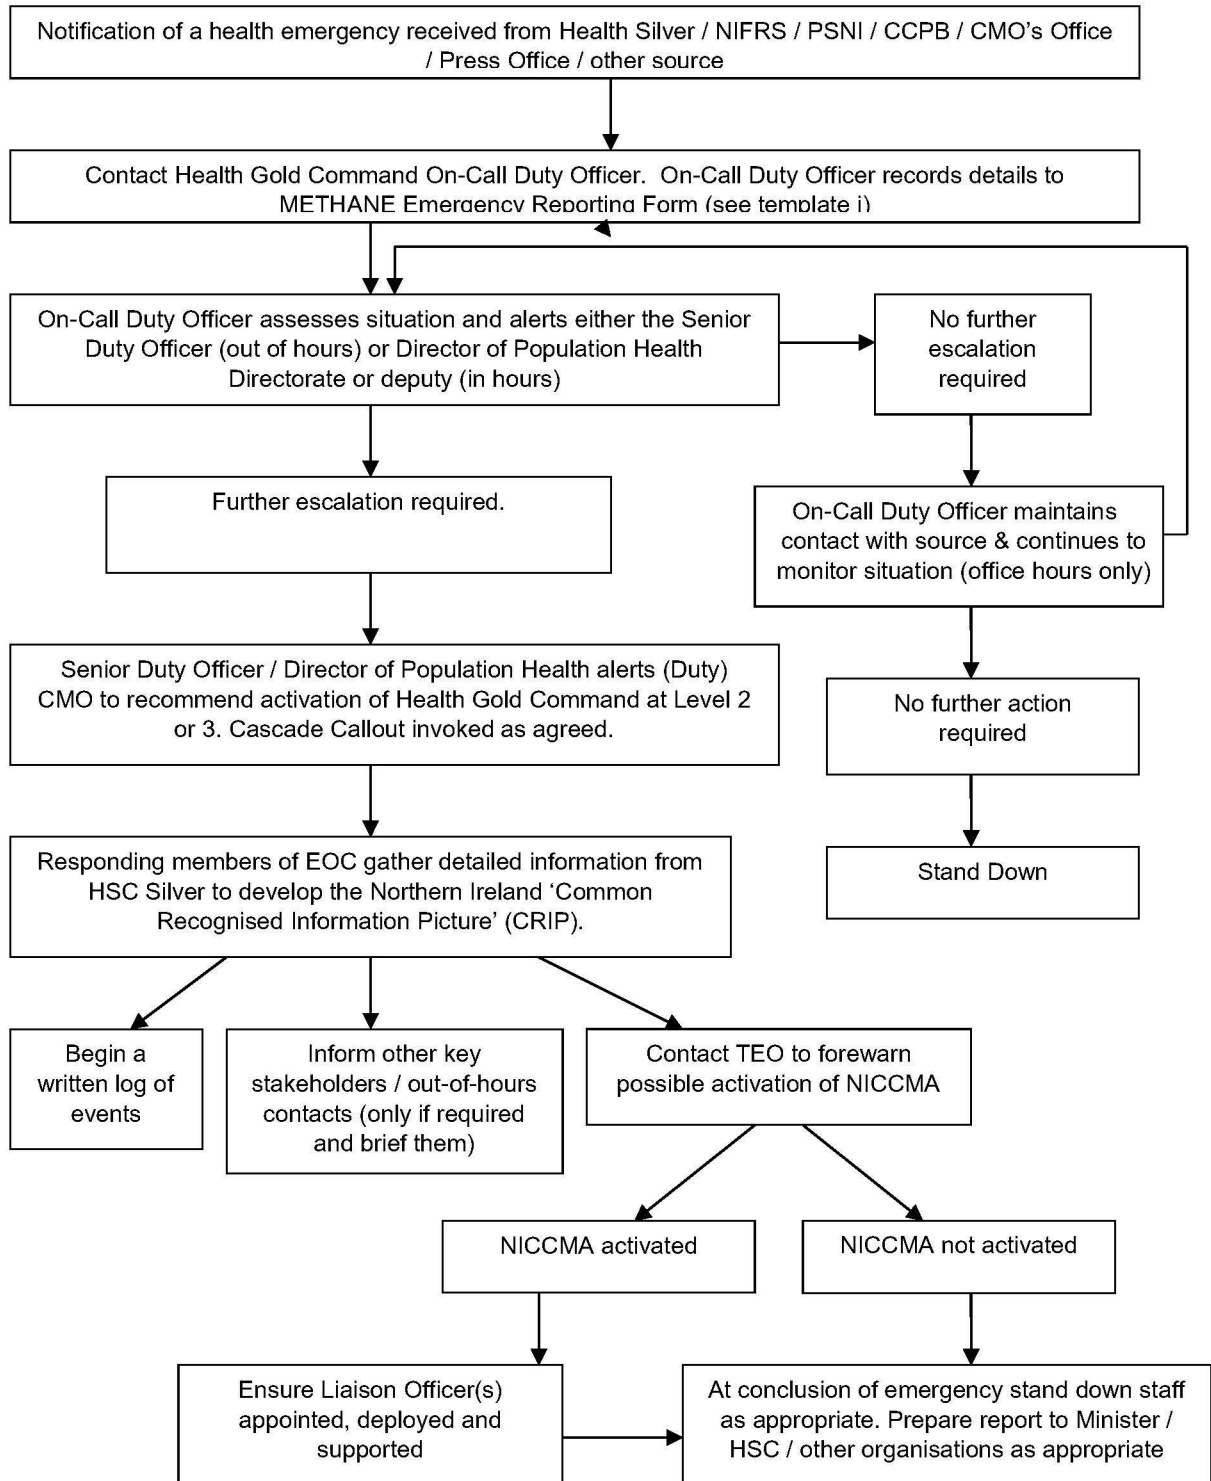 Notification of a health emergency received from Health Silver / NIFRS / PSNI / CCPB / CMO's Office
/ Press Office / other source
Contact Health Gold Command On-Call Duty Officer. On-Call Duty Officer records details to
METHANE Emergency Reporting Form (see template i)
On-Call Duty Officer assesses situation and alerts either the Senior
Duty Officer (out of hours) or Director of Population Health
Directorate or deputy (in hours)
No further
escalation
required
Further escalation required.
On-Call Duty Officer maintains
contact with source & continues to
monitor situation (office hours only)
Senior Duty Officer / Director of Population Health alerts (Duty)
CMO to recommend activation of Health Gold Command at Level 2
or 3. Cascade Callout invoked as agreed.
No further action
required
Responding members of EOC gather detailed information from
HSC Silver to develop the Northern Ireland ‘Common
Recognised Information Picture’ (CRIP).
Stand Down
Begin a
written log of
events
Inform other key
stakeholders / out-of-hours
contacts (only if required
and brief them)
Contact TEO to forewarn
possible activation of NICCMA
NICCMA activated
NICCMA not activated
Ensure Liaison Officer(s)
appointed, deployed and
supported
At conclusion of emergency stand down staff
as appropriate. Prepare report to Minister /
HSC / other organisations as appropriate